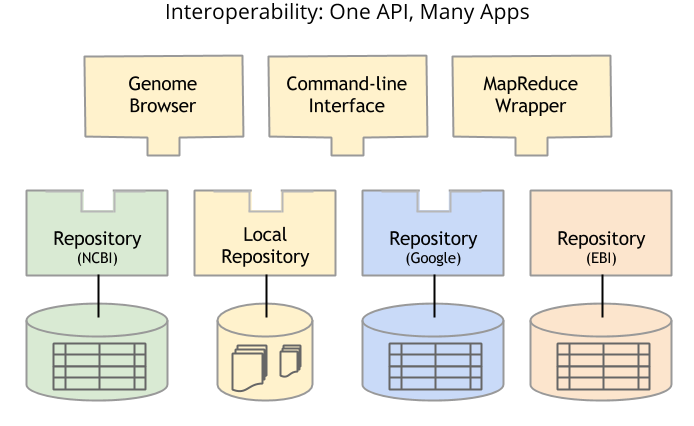 Interoperability: One API, Many Apps
Genome
Browser
Command-line
Interface
MapReduce
Wrapper
Repository
(NCBI)
Local
Repository
Repository
(Google)
Repository
(EBI)